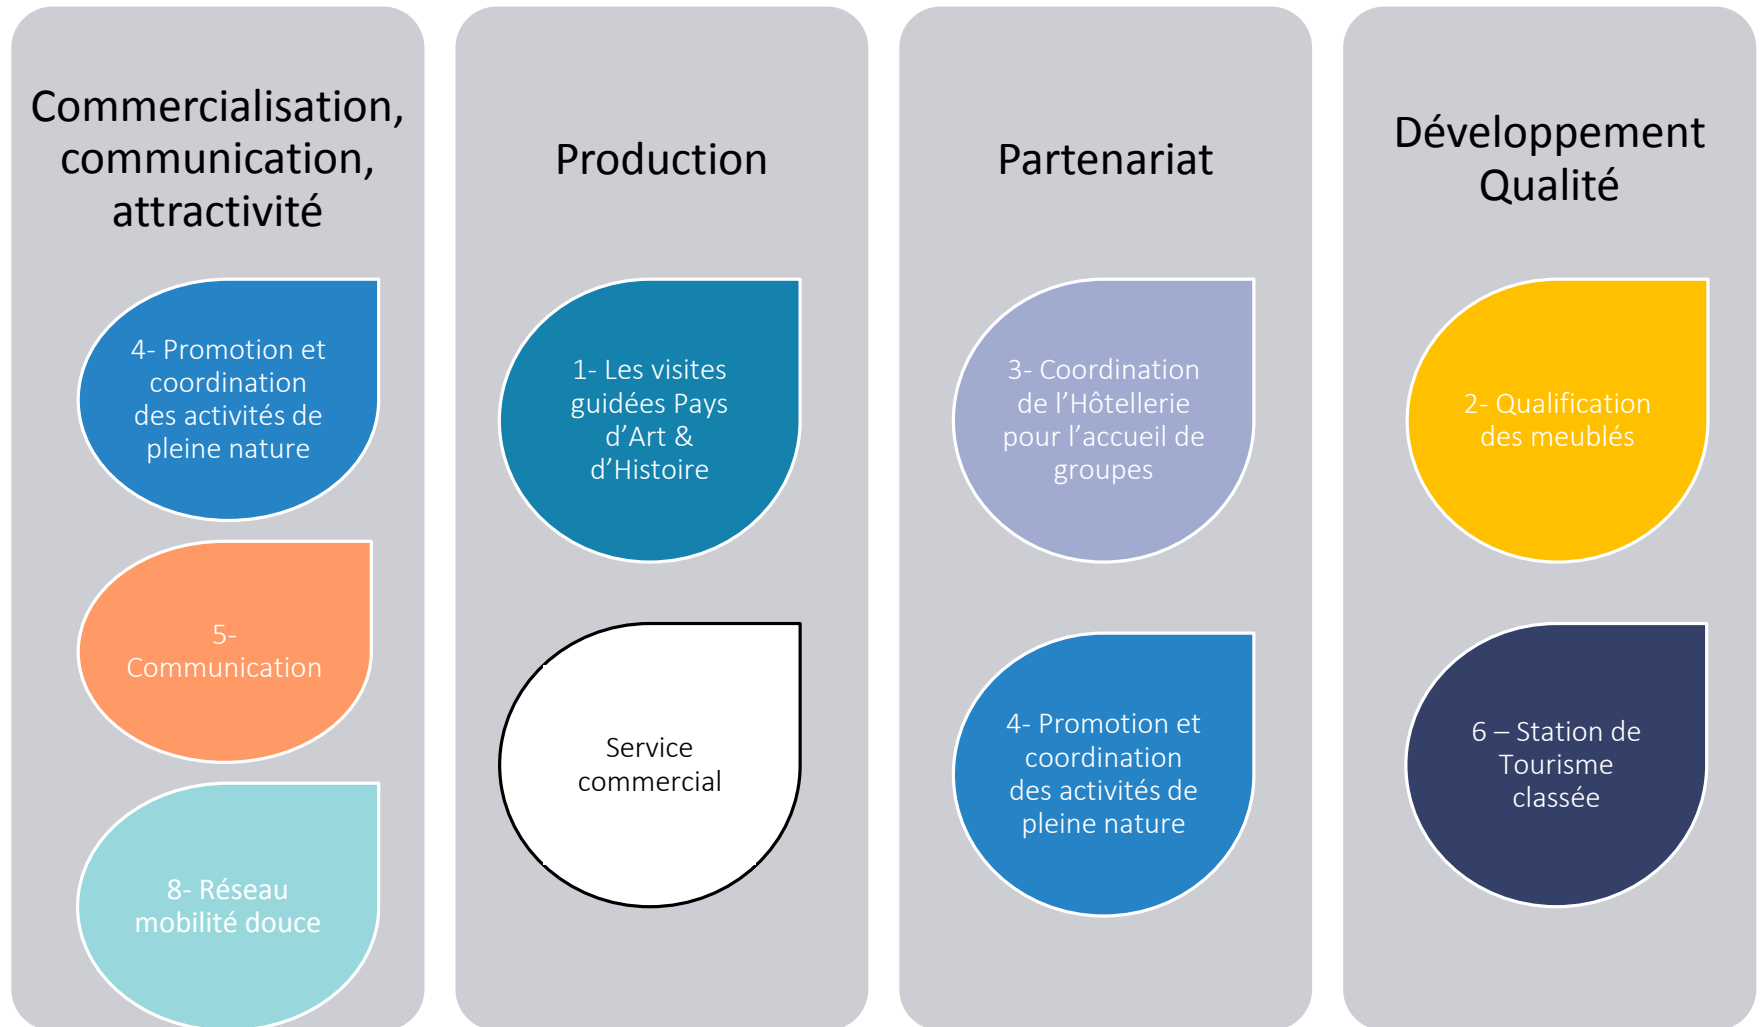 Commercialisation,
communication,
attractivité
4- Promotion et
coordination
des activités de
pleine nature
5-
Communication
8- Réseau
mobilité douce
Production
1- Les visites
guidées Pays
d’Art &
d’Histoire
Service
commercial
Partenariat
3- Coordination
de l’Hôtellerie
pour l’accueil de
groupes
4- Promotion et
coordination
des activités de
pleine nature
Développement
Qualité
2- Qualification
des meublés
6 – Station de
Tourisme
classée